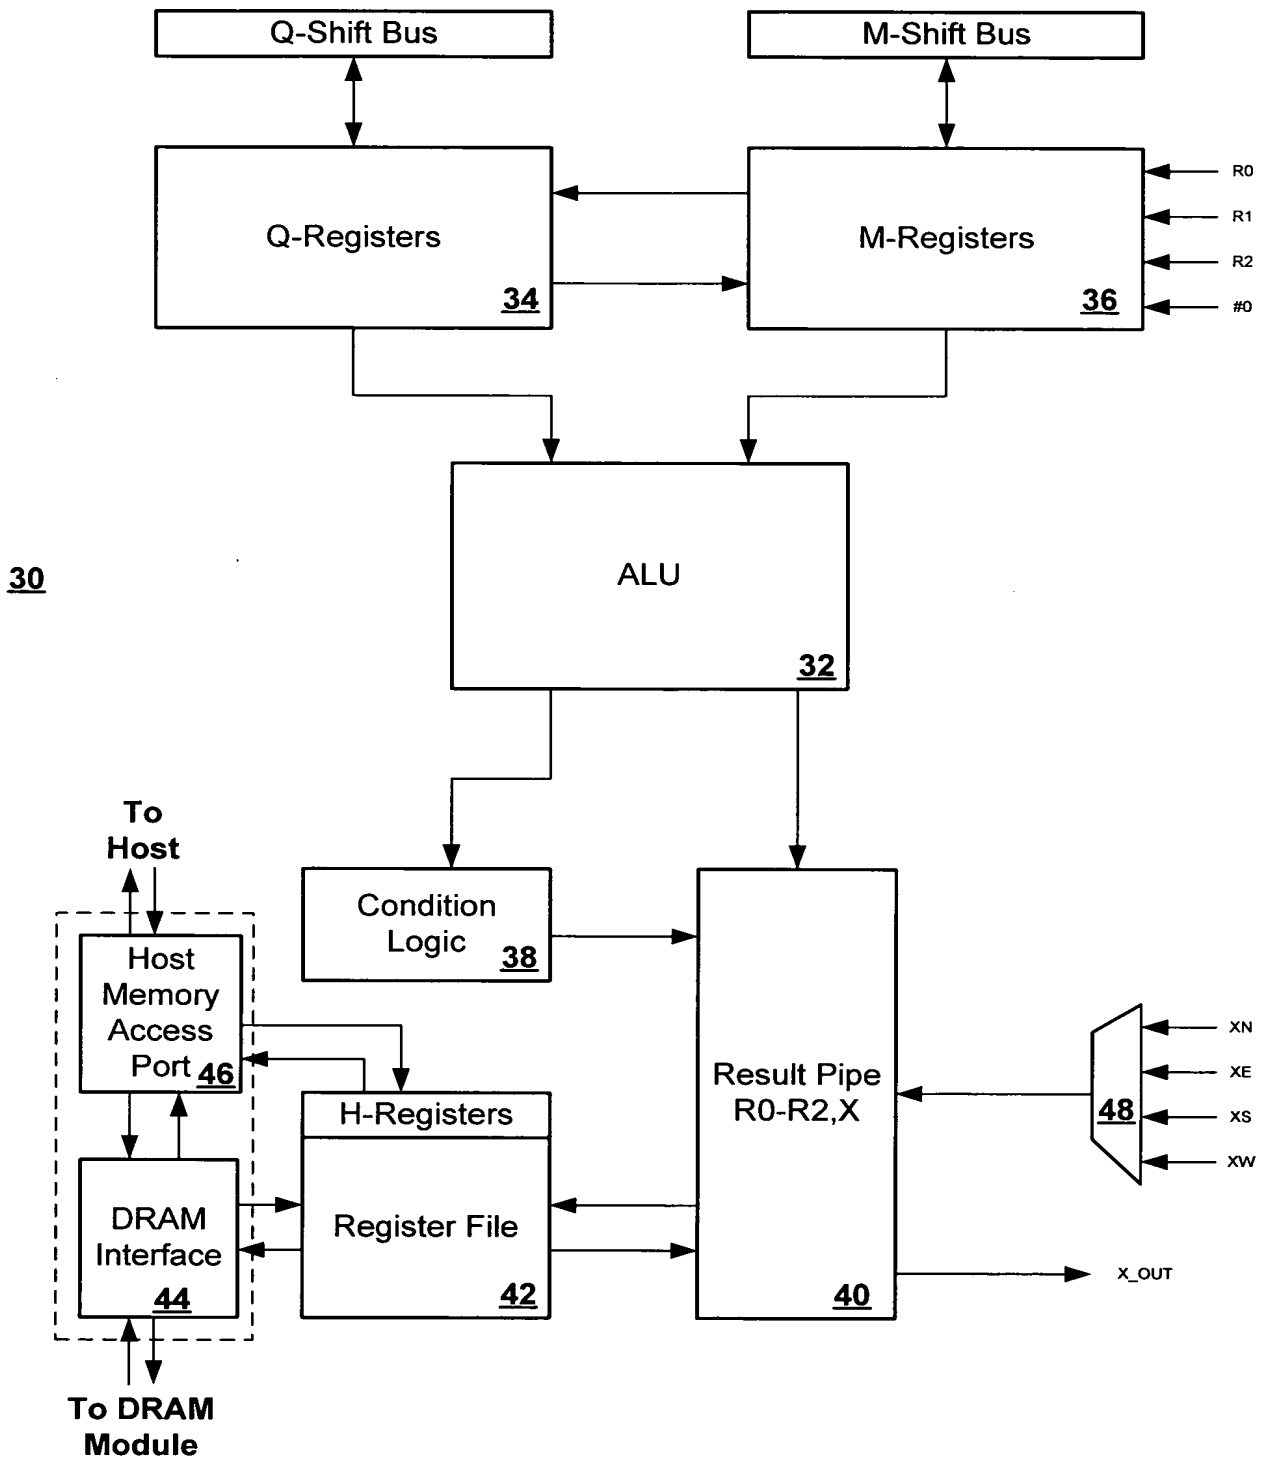 Q-Shift Bus
M-Shift Bus
Q-Registers
34
M-Registers
36
R0
R1
R2
#0
ALU
32
30
To
Host
Condition
Logic
38
Host
Memory
Access
Port
46
H-Registers
Register File
42
DRAM
Interface
44
To DRAM
Module
Result Pipe
R0-R2,X
40
48
XN
XE
XS
XW
X_OUT